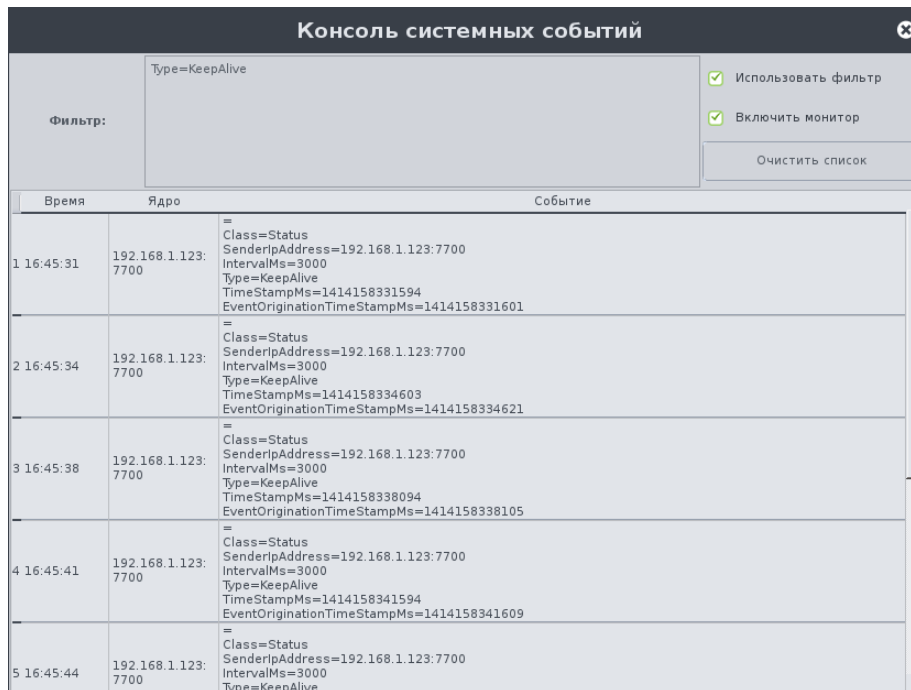 Консоль системных событий
Фильтр:
Type=KeepAlive
Использовать фильтр
Включить монитор
Очистить список
Время Ядро Событие
1 16:45:31
192.168.1.123:
7700
=
Class=Status
SenderIpAddress=192.168.1.123:7700
IntervalMs=3000
Type=KeepAlive
TimeStampMs=1414158331594
EventOriginationTimeStampMs=1414158331601
2 16:45:34
192.168.1.123:
7700
=
Class=Status
SenderIpAddress=192.168.1.123:7700
IntervalMs=3000
Type=KeepAlive
TimeStampMs=1414158334603
EventOriginationTimeStampMs=1414158334621
3 16:45:38
192.168.1.123:
7700
=
Class=Status
SenderIpAddress=192.168.1.123:7700
IntervalMs=3000
Type=KeepAlive
TimeStampMs=1414158338094
EventOriginationTimeStampMs=1414158338105
4 16:45:41
192.168.1.123:
7700
=
Class=Status
SenderIpAddress=192.168.1.123:7700
IntervalMs=3000
Type=KeepAlive
TimeStampMs=1414158341594
EventOriginationTimeStampMs=1414158341609
5 16:45:44
192.168.1.123:
7700
=
Class=Status
SenderIpAddress=192.168.1.123:7700
IntervalMs=3000
Type=KeepAlive